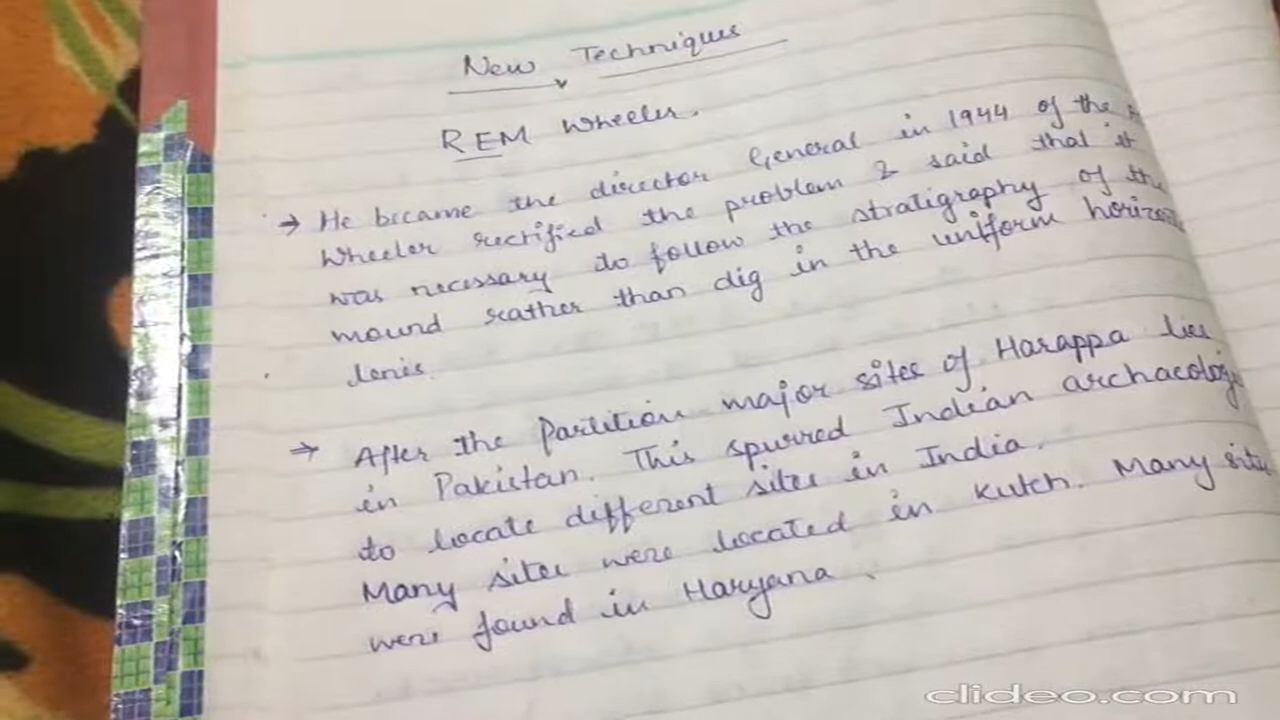 New Techniques
REM Wheeler.
→ He became the director General in 1944 of the
Wheeler rectified the problem & said that it
was necessary to follow the stratigraphy of the
mound rather than dig in the uniform
lenis.
→ After the Partition major sites of Harappa lies
in Pakistan. This spurred Indian
to locate different sites in India.
Many sites were located in Kutch. Many
were found in Haryana.
clideo.com